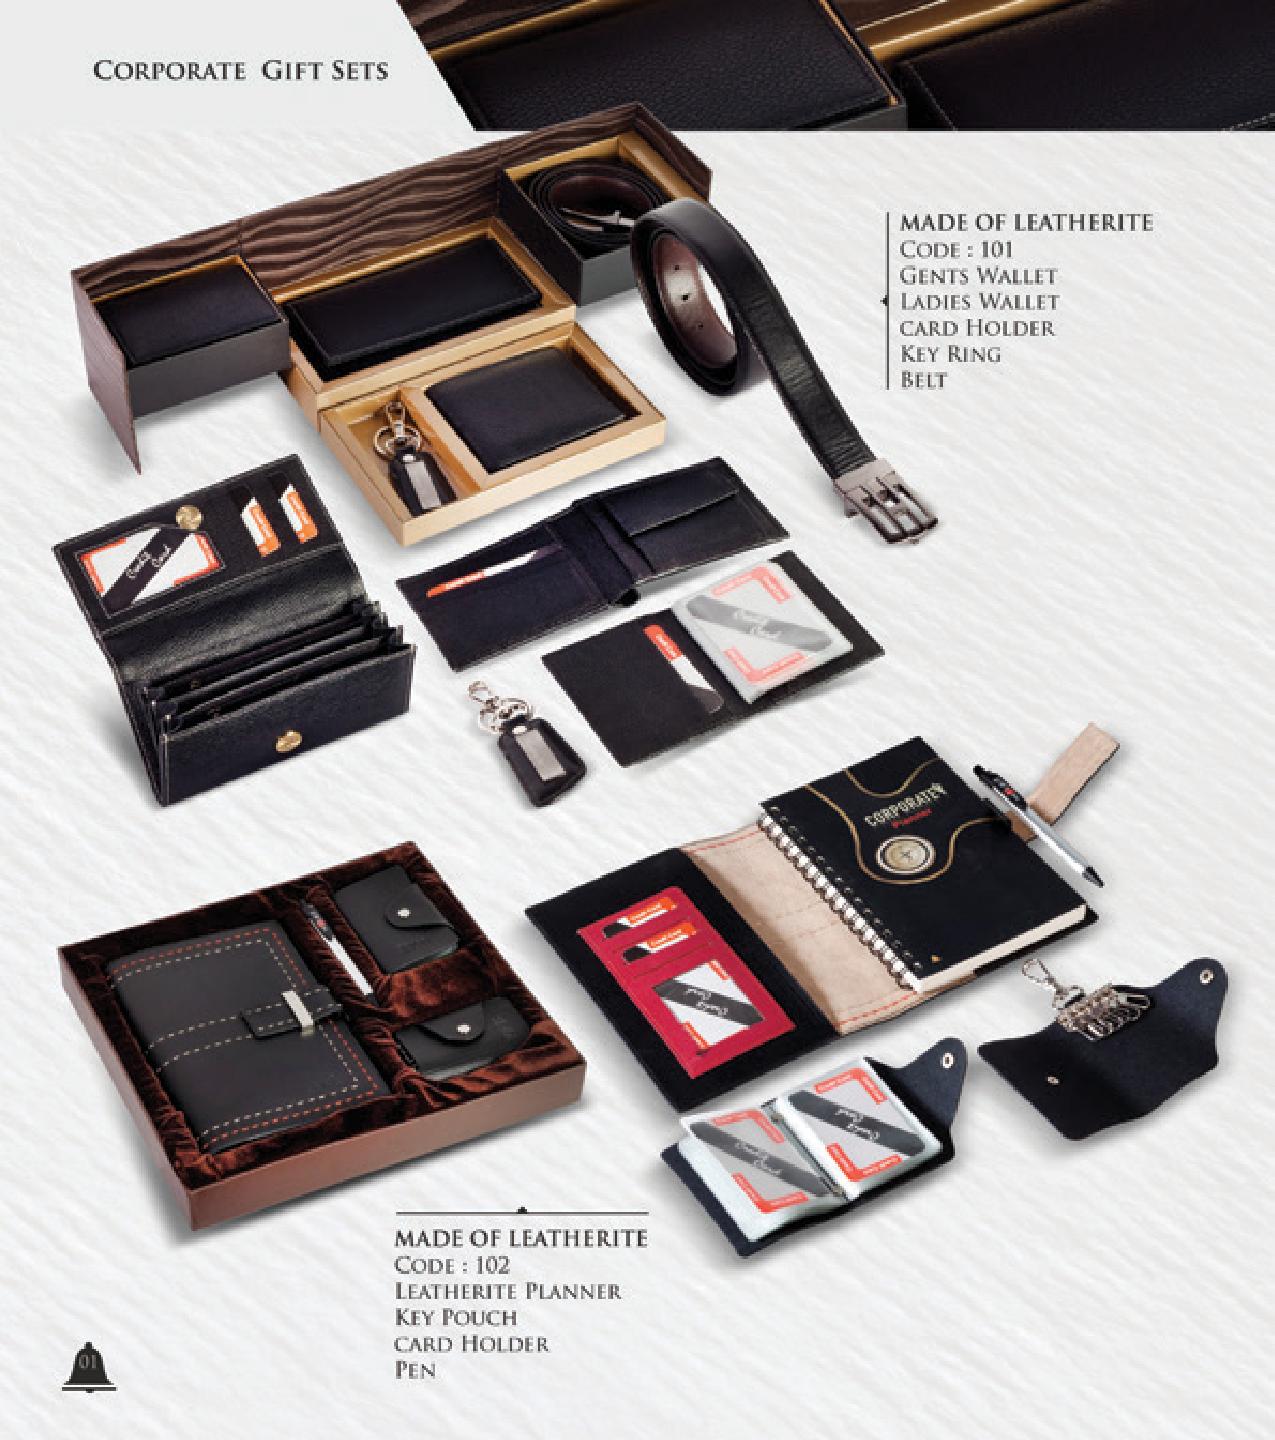 Corporate Gift Sets
MADE OF LEATHERITE
Code : 101
Gents Wallet
Ladies Wallet
card Holder
Key Ring
Belt
CORPORATE
Planner
MADE OF LEATHERITE
Code : 102
Leatherite Planner
Key Pouch
card Holder
Pen
01